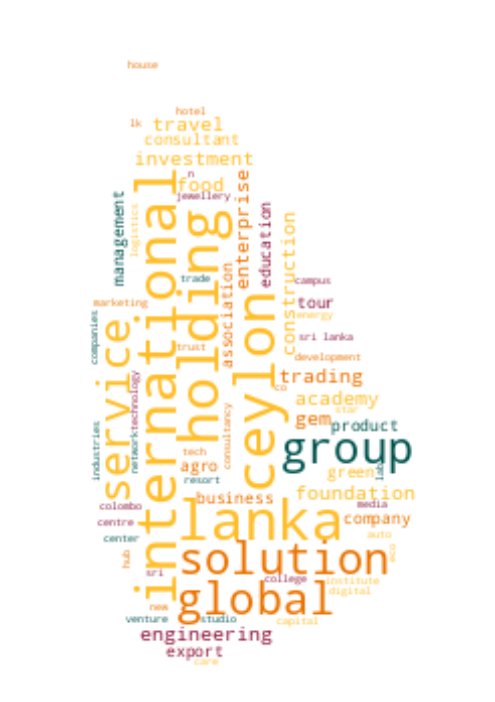 house
hotel
lk
travel
consultant
investment
n
food
jewellery
international
holding
enterprise
management
logistics
education
construction
trade
association
campus
tour
marketing
energy
companies
service
ceylon
sri lanka
trust
development
co
trading
technology
academy
star
gem
product
consultancy
group
tech
agro
lab
industries
network
resort
green
business
foundation
colombo
lanka
media
company
centre
center
auto
solution
hub
eco
sri
college
institute
global
digital
new
venture
studio
capital
engineering
export
care